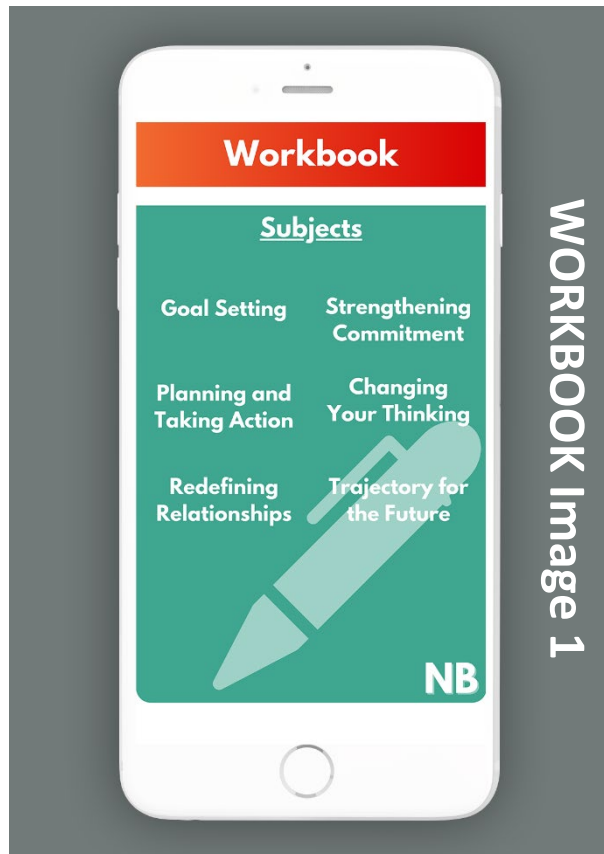 Workbook
Subjects
Goal Setting
Strengthening
Commitment
Planning and
Taking Action
Changing
Your Thinking
Redefining
Relationships
Trajectory for
the Future
NB
WORKBOOK Image 1